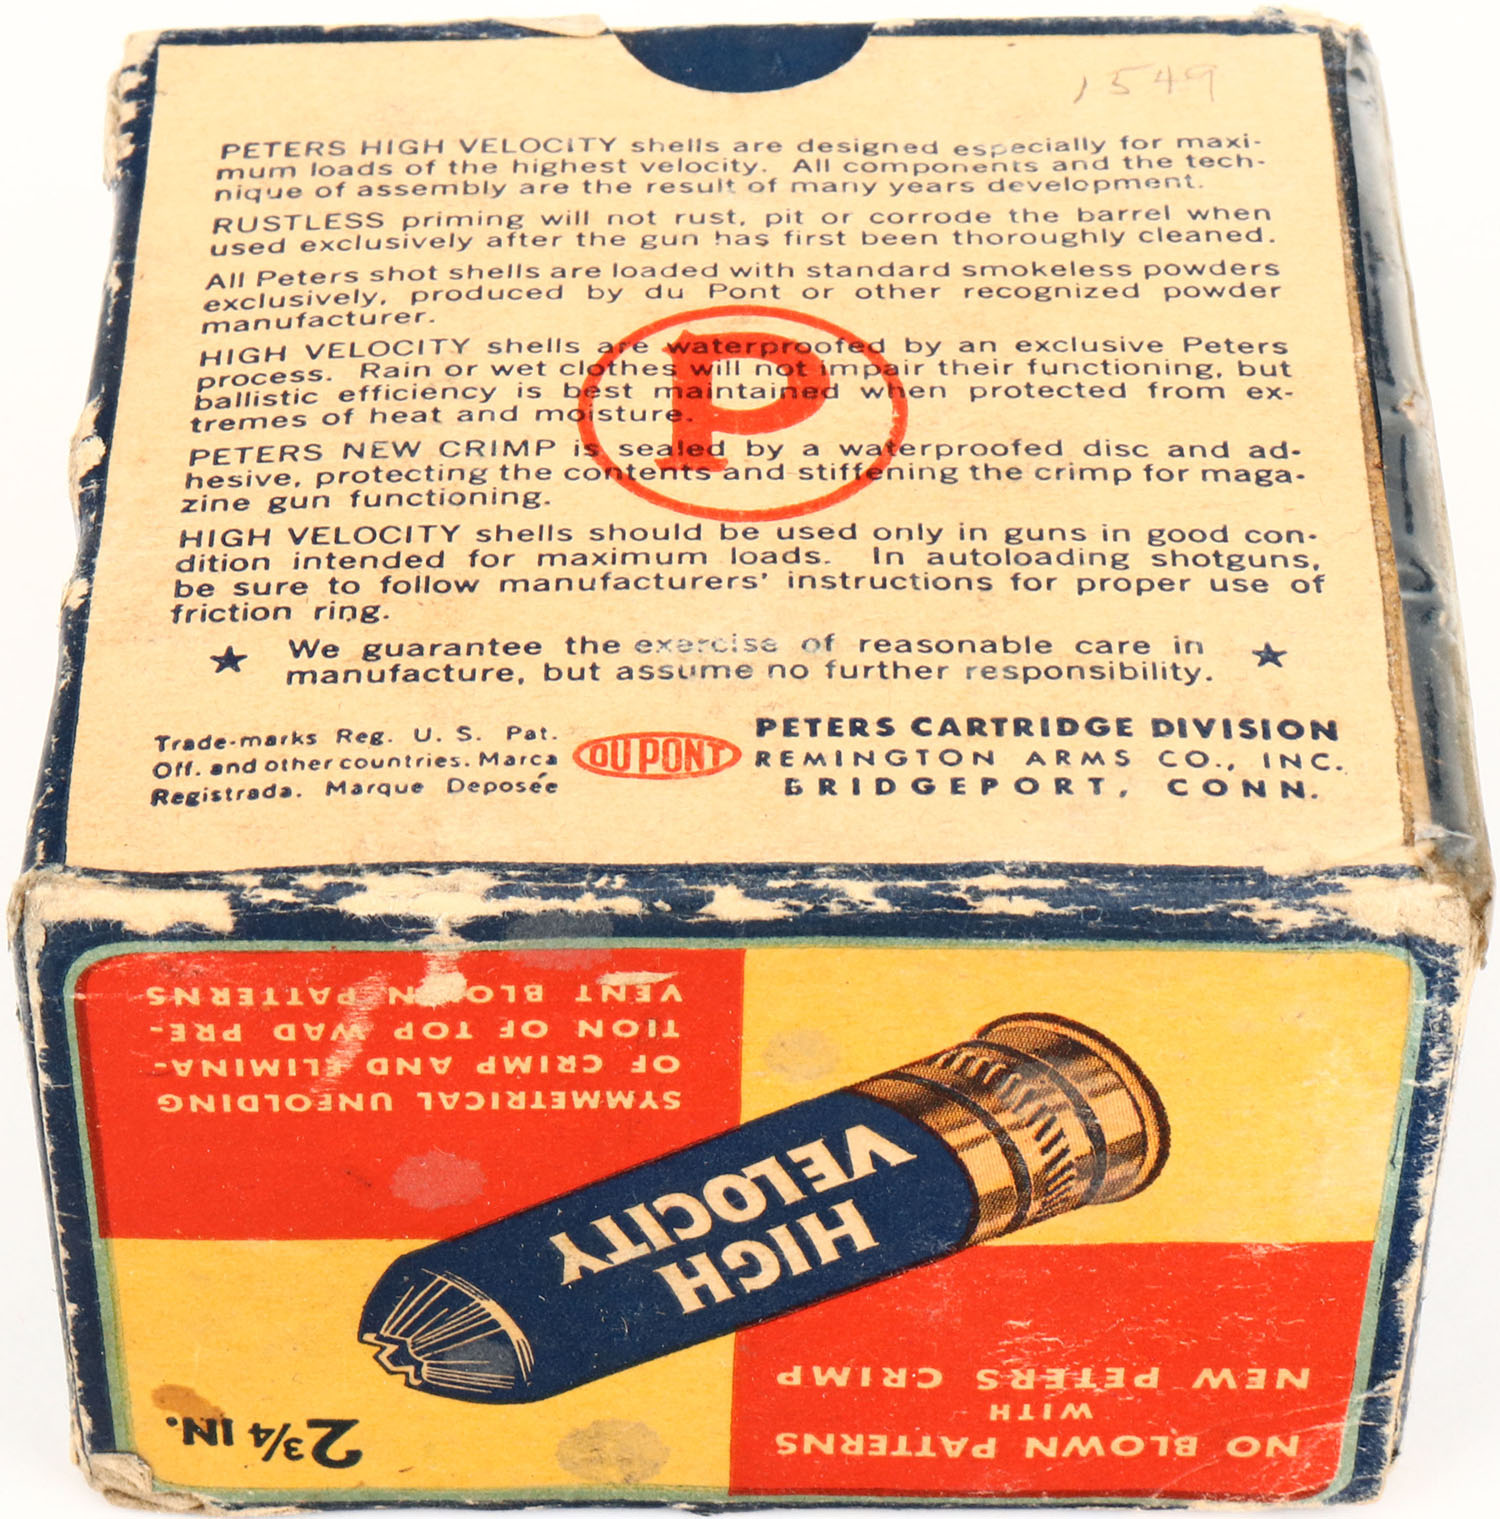 1549
PETERS HIGH VELOCITY shells are designed especially for maxi-
mum loads of the highest velocity. All components and the tech-
nique of assembly are the result of many years development.
RUSTLESS priming will not rust, pit or corrode the barrel when
used exclusively after the gun has first been thoroughly cleaned.
All Peters shot shells are loaded with standard smokeless powders
exclusively, produced by du Pont or other recognized powder
manufacturer.
HIGH VELOCITY shells are waterproofed by an exclusive Peters
process. Rain or wet clothes will not impair their functioning, but
ballistic efficiency is best maintained when protected from ex-
tremes of heat and moisture.
P
PETERS NEW CRIMP is sealed by a waterproofed disc and ad-
hesive, protecting the contents and stiffening the crimp for maga-
zine gun functioning.
HIGH VELOCITY shells should be used only in guns in good con-
dition intended for maximum loads. In autoloading shotguns,
be sure to follow manufacturers' instructions for proper use of
friction ring.
★ We guarantee the exercise of reasonable care in ★
manufacture, but assume no further responsibility.
Trade-marks Reg. U. S. Pat.
Off. and other countries. Marca
Registrada. Marque Deposée
DU PONT
PETERS CARTRIDGE DIVISION
REMINGTON ARMS CO., INC.
BRIDGEPORT, CONN.
NO BLOWN PATTERNS
WITH
NEW PETERS CRIMP
2¾ IN.
HIGH
VELOCITY
SYMMETRICAL UNFOLDING
OF CRIMP AND ELIMINA-
TION OF TOP WAD PRE-
VENT BLOWN PATTERNS